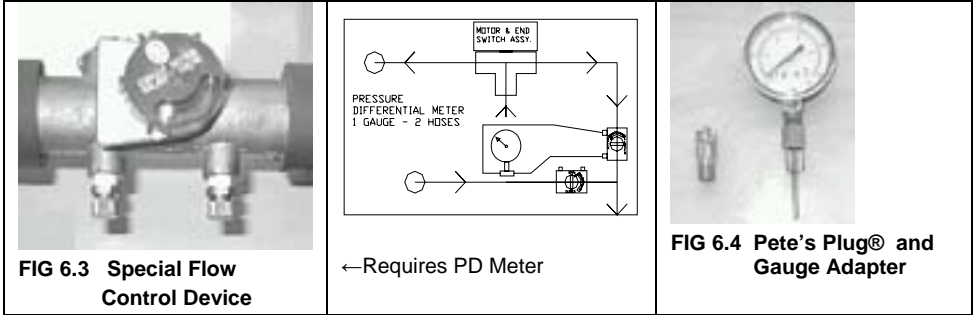 FIG 6.3 Special Flow
Control Device
MOTOR & END
SWITCH ASSY.
PRESSURE
DIFFERENTIAL METER
1 GAUGE - 2 HOSES
←Requires PD Meter
FIG 6.4 Pete's Plug® and
Gauge Adapter